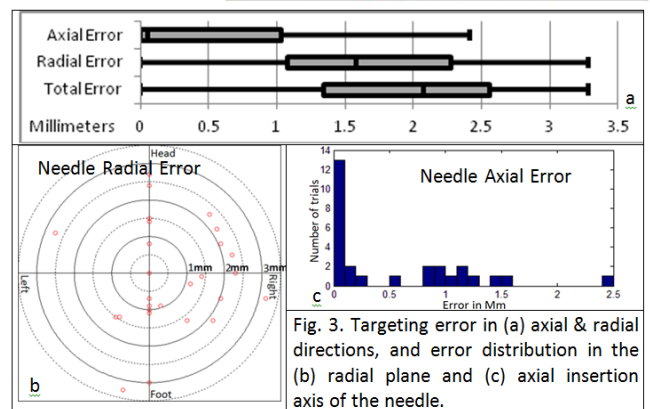 Axial Error
Radial Error
Total Error
a
Millimeters 0 0.5 1 1.5 2 2.5 3 3.5
Needle Radial Error
Head
Left
1mm 2mm 3mm
Right
Foot
b
Needle Axial Error
Number of trials
14
12
10
8
6
4
2
0
0 0.5 1 1.5 2 2.5
Error in Mm
c
Fig. 3. Targeting error in (a) axial & radial
directions, and error distribution in the
(b) radial plane and (c) axial insertion
axis of the needle.